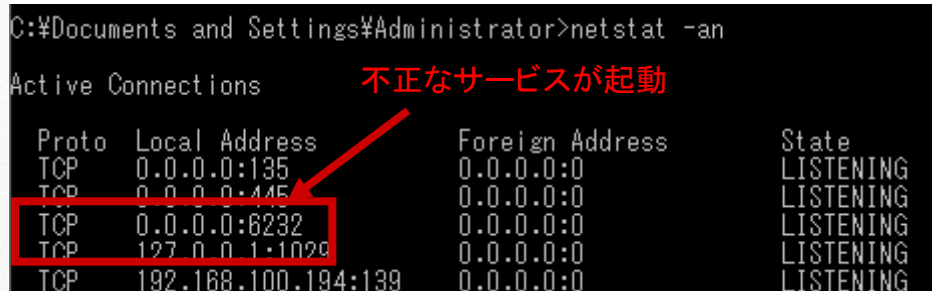 C:¥Documents and Settings¥Administrator>netstat -an
不正なサービスが起動
Active Connections
Proto Local Address Foreign Address State
TCP 0.0.0.0:135 0.0.0.0:0 LISTENING
TCP 0.0.0.0:445 0.0.0.0:0 LISTENING
TCP 0.0.0.0:6232 0.0.0.0:0 LISTENING
TCP 127.0.0.1:1029 0.0.0.0:0 LISTENING
TCP 192.168.100.194:139 0.0.0.0:0 LISTENING